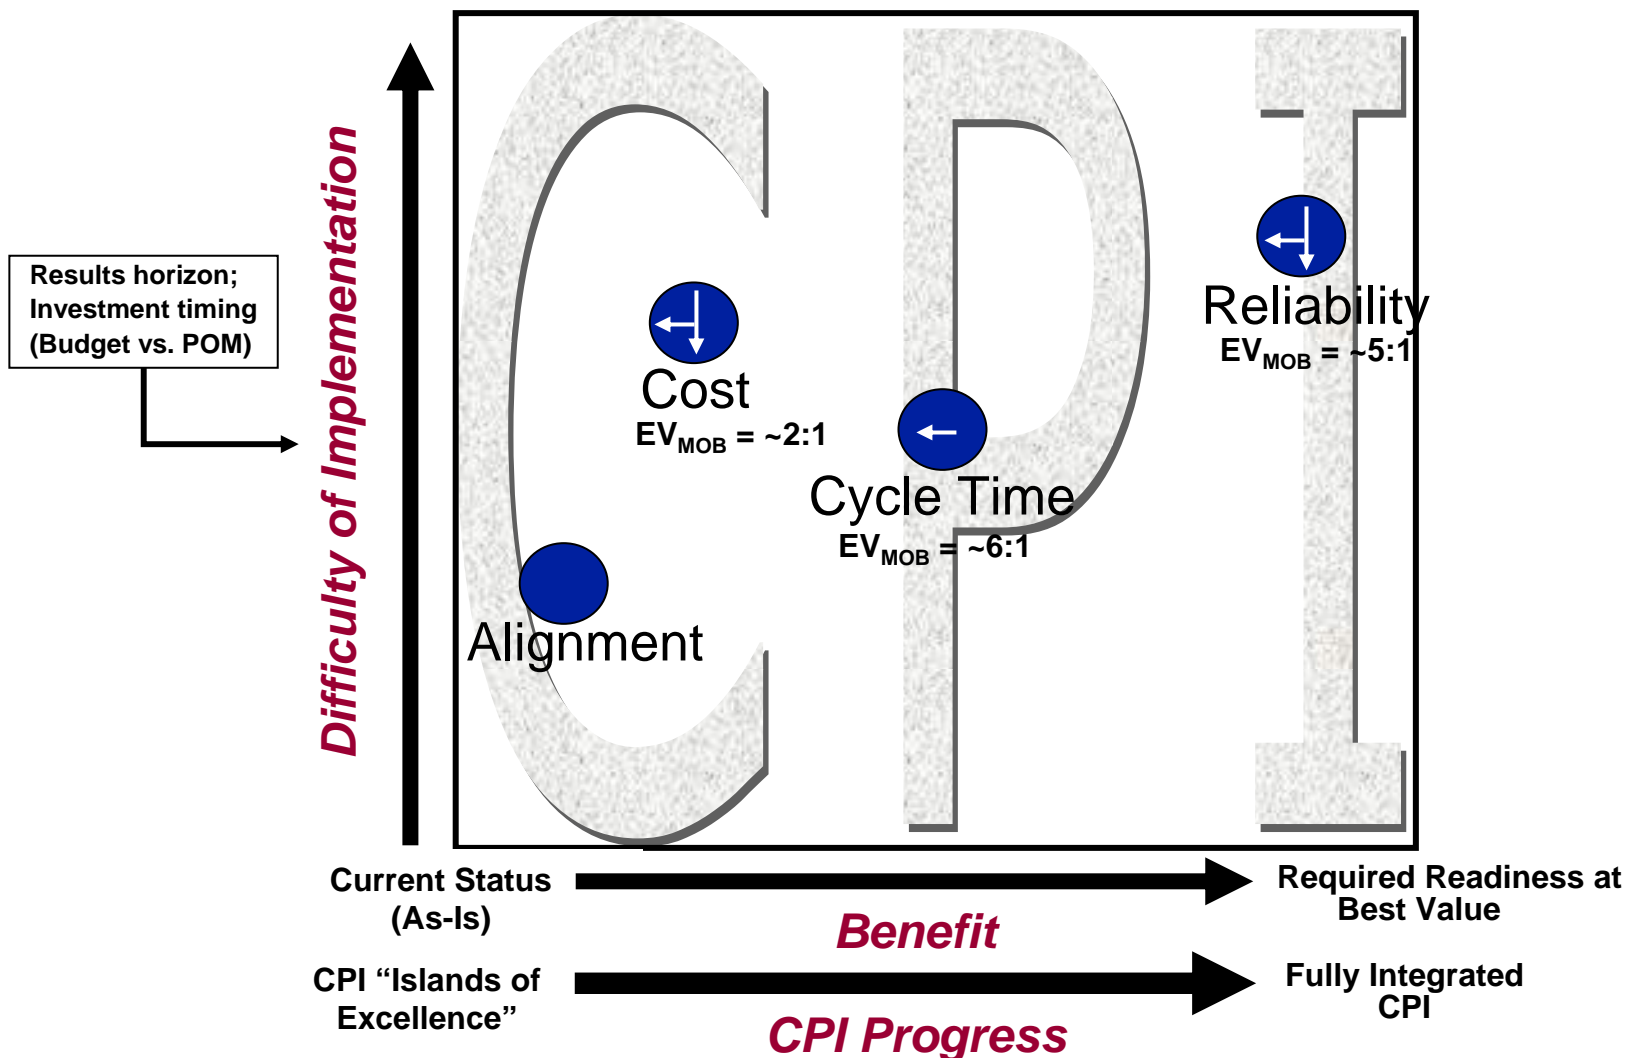 CPI
Difficulty of Implementation
Results horizon;
Investment timing
(Budget vs. POM)
Reliability
EVMOB = ~5:1
Cost
EVMOB = ~2:1
Cycle Time
EVMOB = ~6:1
Alignment
Current Status
(As-Is)
Benefit
Required Readiness at
Best Value
CPI “Islands of
Excellence”
CPI Progress
Fully Integrated
CPI